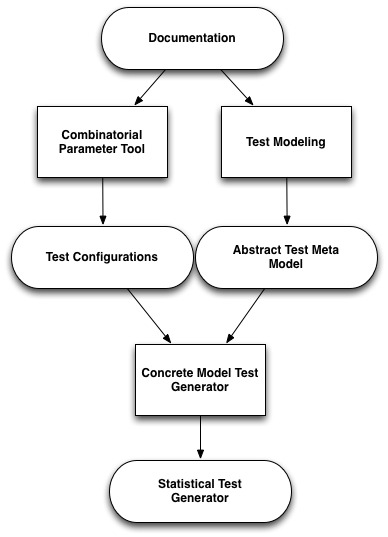 Documentation
Combinatorial
Parameter Tool
Test Modeling
Test Configurations
Abstract Test Meta
Model
Concrete Model Test
Generator
Statistical Test
Generator